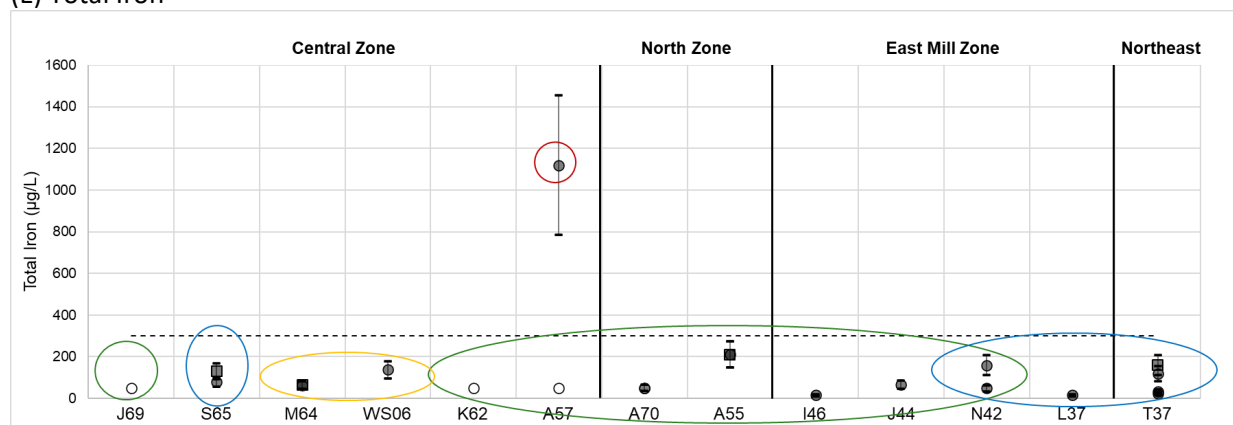 (E) Total Iron
Central Zone North Zone East Mill Zone Northeast
1600
1400
1200
1000
800
600
400
200
0
Total Iron (µg/L)
J69 S65 M64 WS06 K62 A57 A70 A55 I46 J44 N42 L37 T37